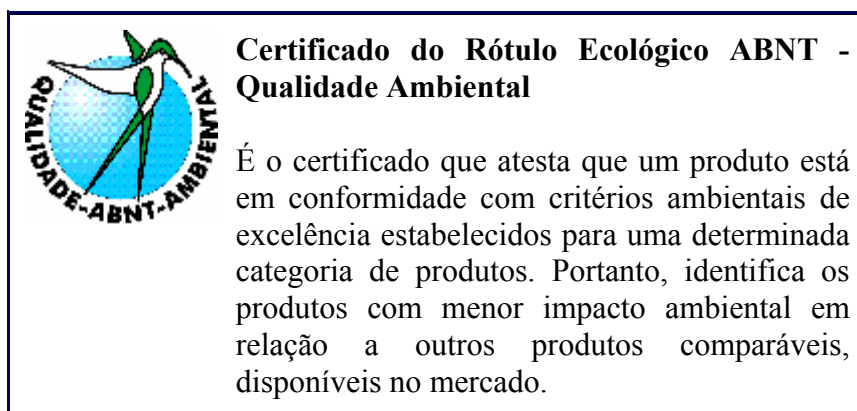 QUALIDADE-ABNT-AMBIENTAL
Certificado do Rótulo Ecológico ABNT -
Qualidade Ambiental
É o certificado que atesta que um produto está
em conformidade com critérios ambientais de
excelência estabelecidos para uma determinada
categoria de produtos. Portanto, identifica os
produtos com menor impacto ambiental em
relação a outros produtos comparáveis,
disponíveis no mercado.